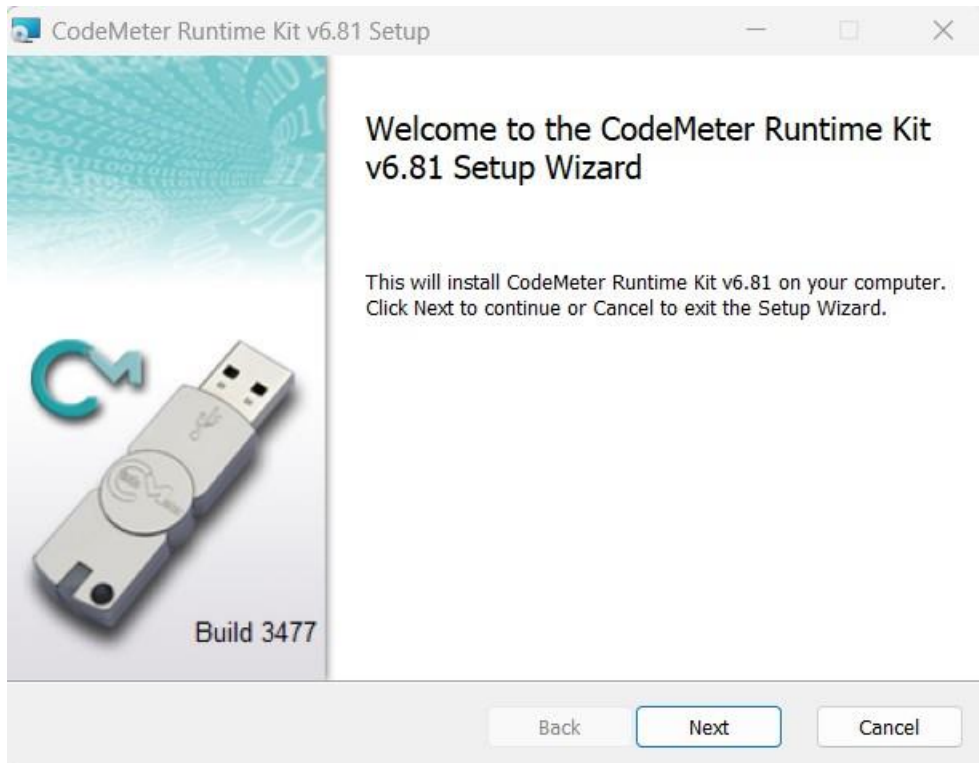 CodeMeter Runtime Kit v6.81 Setup
Welcome to the CodeMeter Runtime Kit
v6.81 Setup Wizard
This will install CodeMeter Runtime Kit v6.81 on your computer.
Click Next to continue or Cancel to exit the Setup Wizard.
CM
Build 3477
Back
Next
Cancel